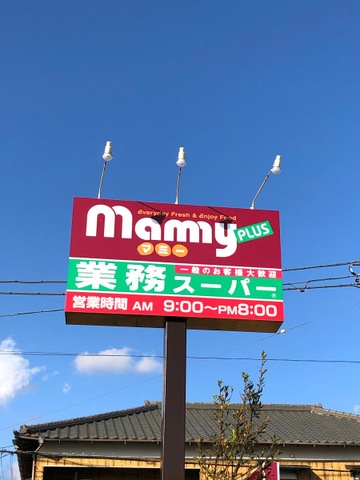 Everyday Fresh & Enjoy Food
mamy PLUS
マミー
一般のお客様大歓迎
業務スーパー
営業時間 AM 9:00～PM8:00